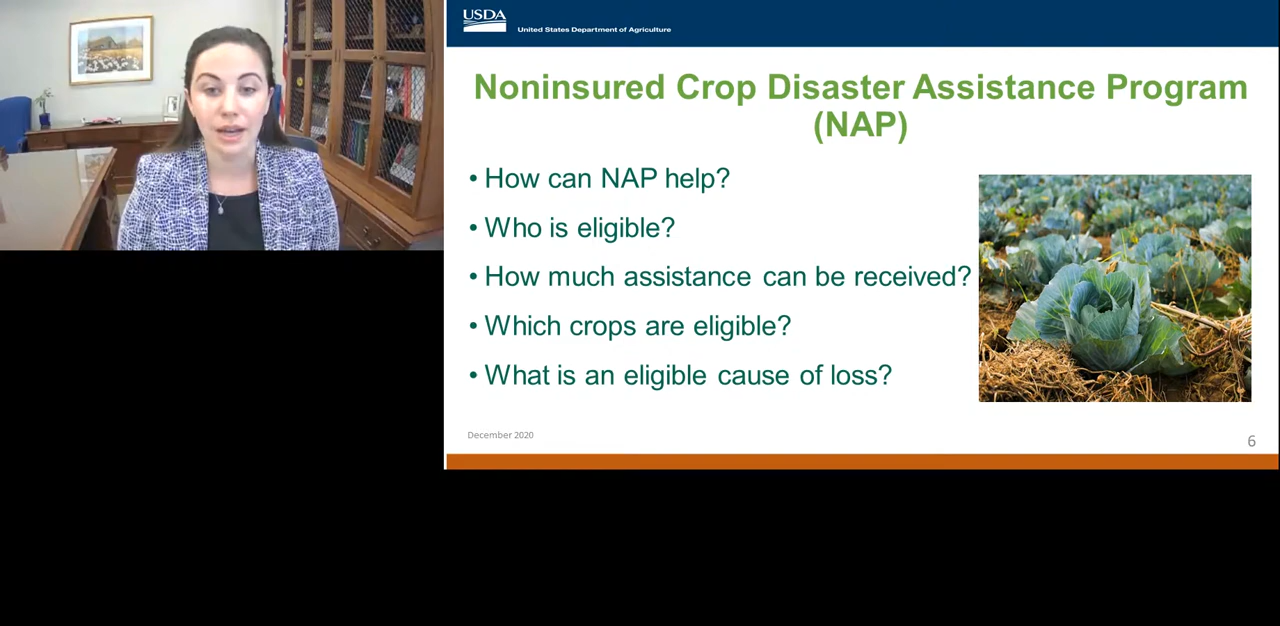 USDA
United States Department of Agriculture
Noninsured Crop Disaster Assistance Program
(NAP)
• How can NAP help?
• Who is eligible?
• How much assistance can be received?
• Which crops are eligible?
• What is an eligible cause of loss?
December 2020
6